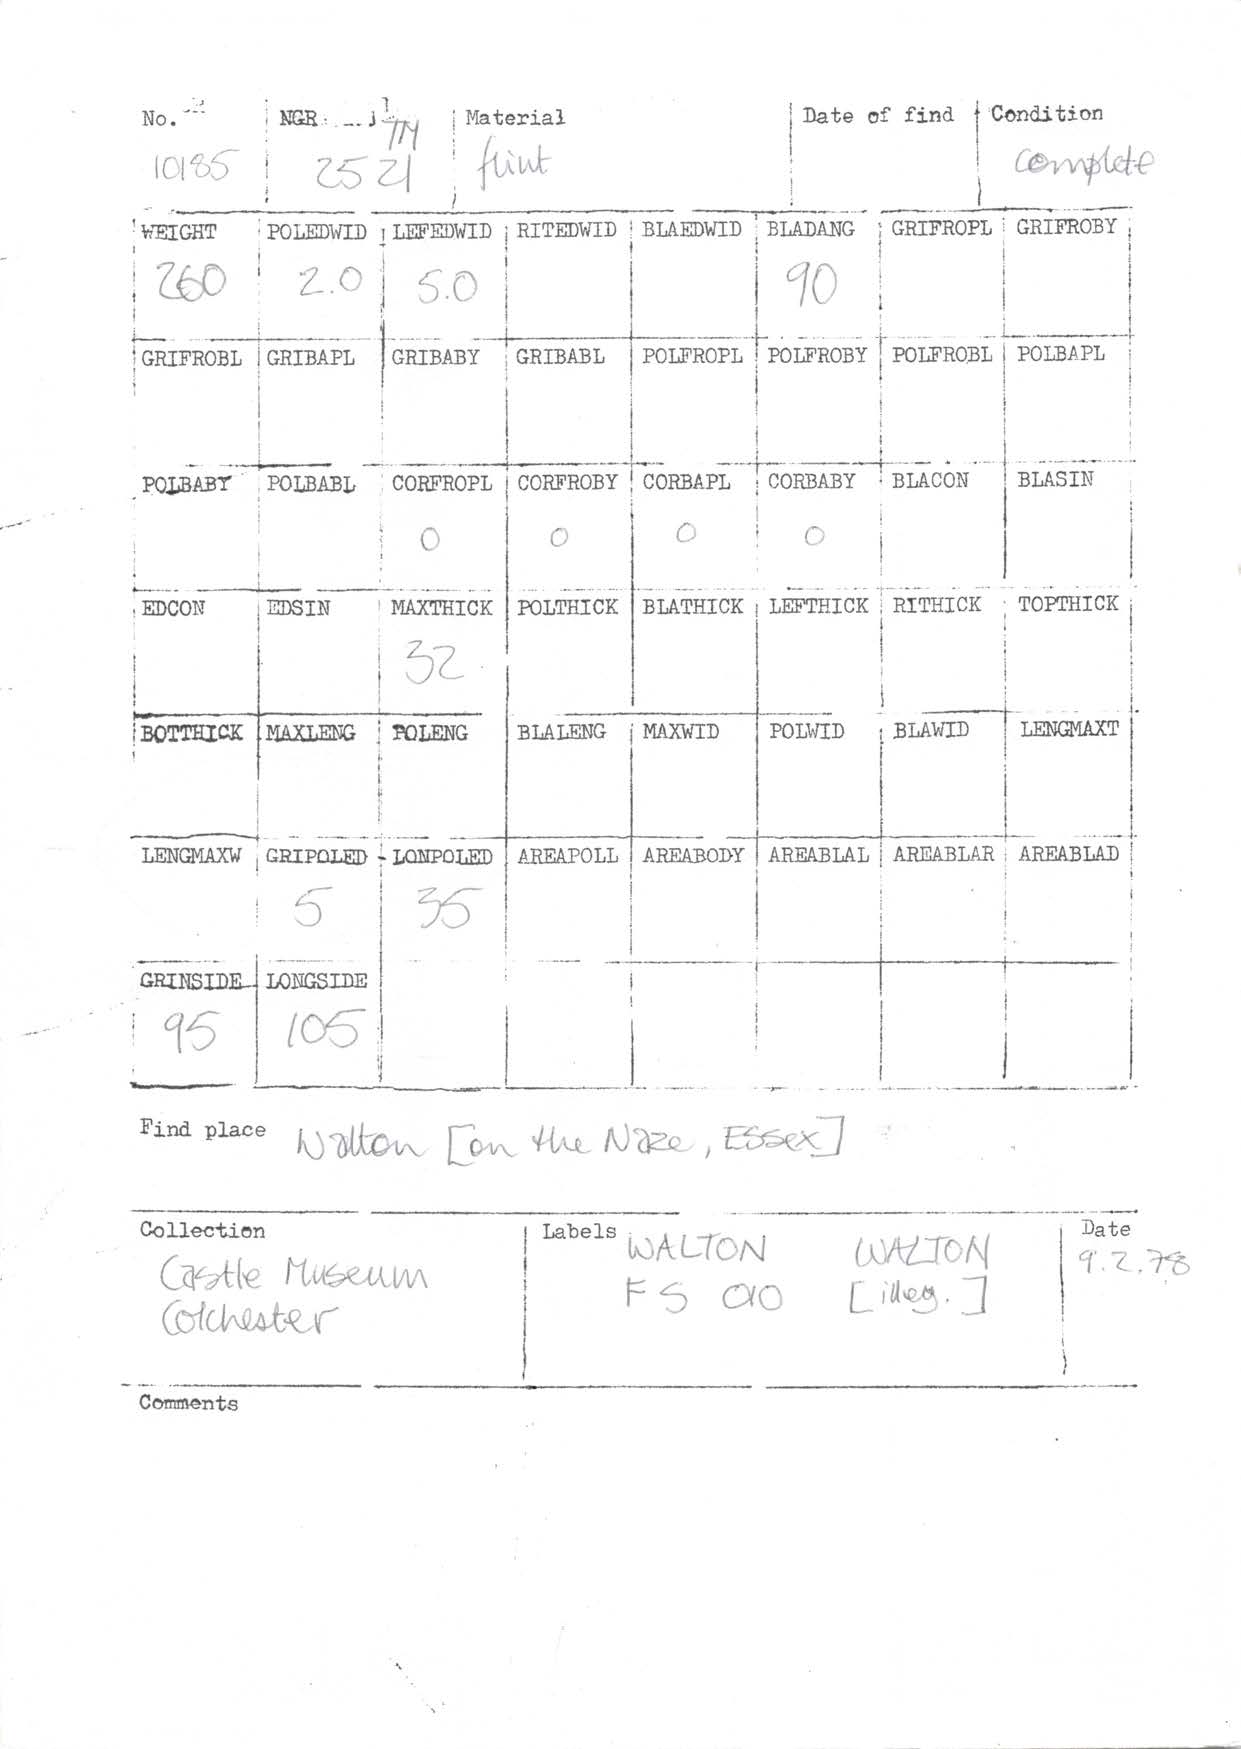 No. NGR Material Date of find Condition
10185 TM 2521 flint complete
WEIGHT POLEDWID LEFEDWID RITEDWID BLAEDWID BLADANG GRIFROPL GRIFROBY
260 2.0 5.0 90
GRIFROBL GRIBAPL GRIBABY GRIBABL POLFROPL POLFROBY POLFROBL POLBAPL
POLBABY POLBABL CORFROPL CORFROBY CORBAPL CORBABY BLACON BLASIN
0 0 0 0
EDCON EDSIN MAXTHICK POLTHICK BLATHICK LEFTHICK RITHICK TOPTHICK
32
BOTTHICK MAXLENG POLENG BLALENG MAXWID POLWID BLAWID LENGMAXT
LENGMAXW GRIPOLED LONPOLED AREAPOLL AREABODY AREABLAL AREABLAR AREABLAD
5 35
GRINSIDE LONGSIDE
95 105
Find place Walton [on the Naze, Essex]
Collection Labels WALTON WALTON Date
Castle Museum F S [illeg.] 9.2.78
Colchester
Comments